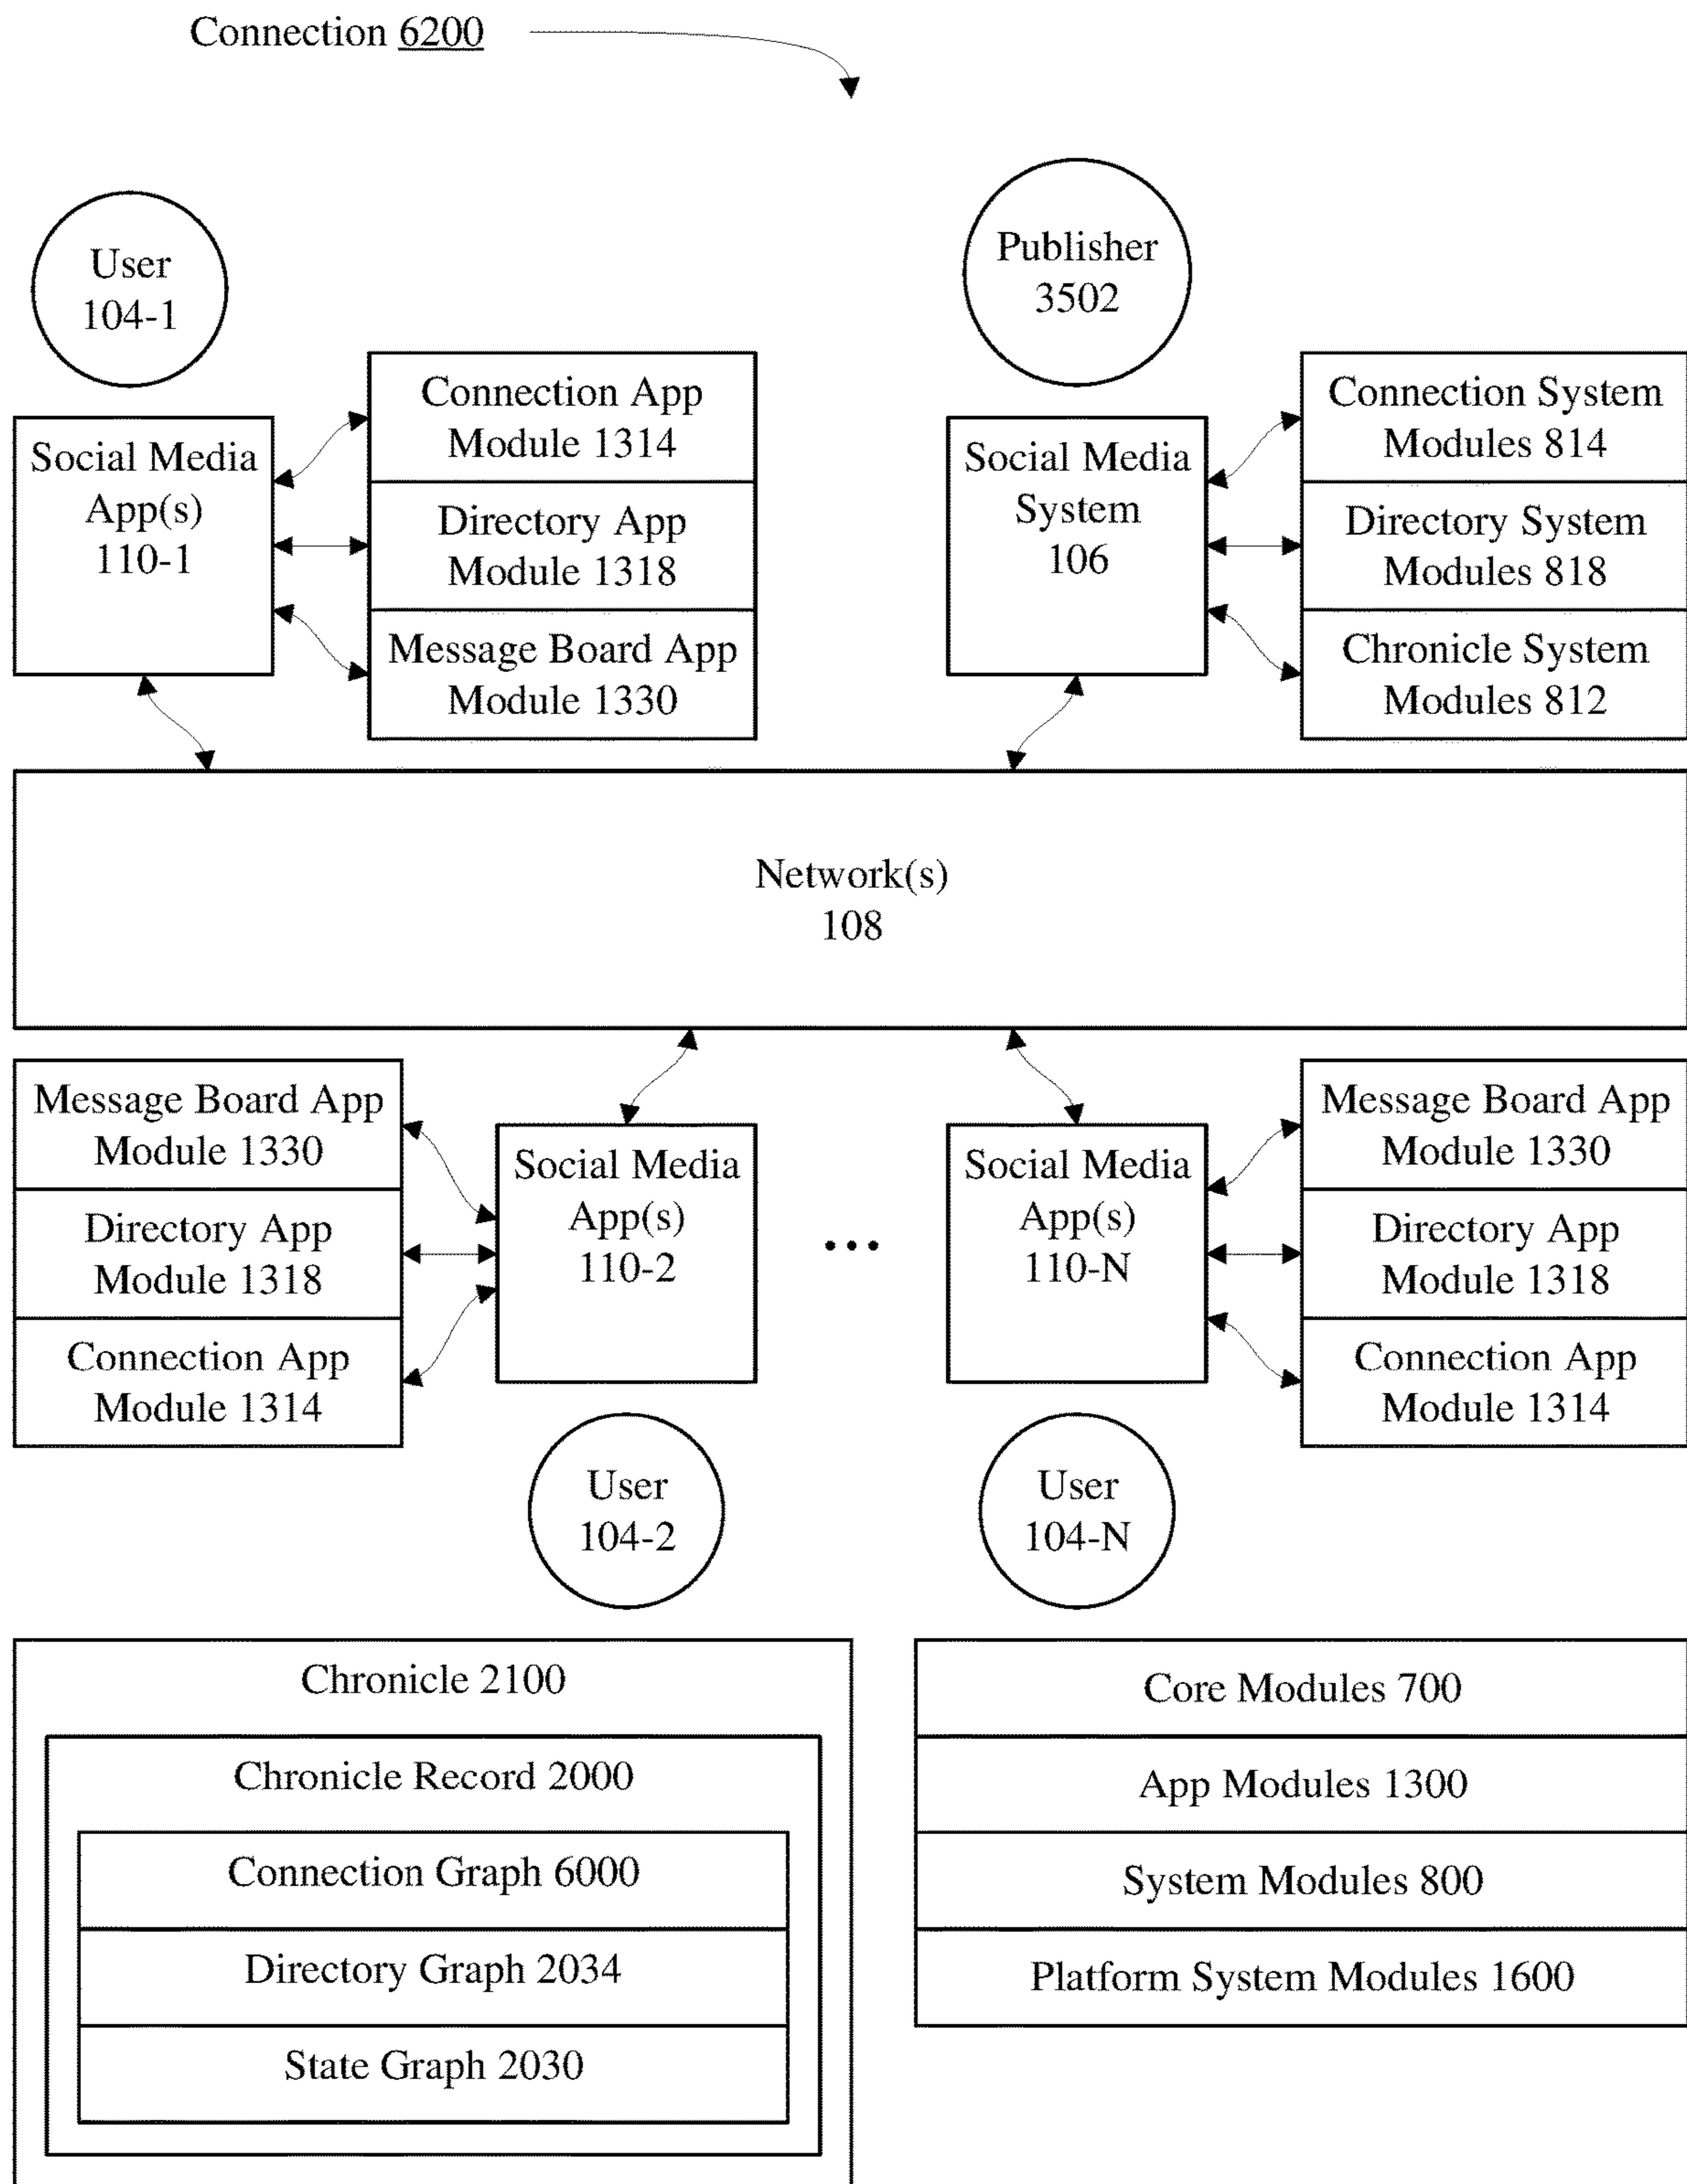 Connection 6200
User
104-1
Publisher
3502
Social Media
App(s)
110-1
Connection App
Module 1314
Directory App
Module 1318
Message Board App
Module 1330
Social Media
System
106
Connection System
Modules 814
Directory System
Modules 818
Chronicle System
Modules 812
Network(s)
108
Message Board App
Module 1330
Directory App
Module 1318
Connection App
Module 1314
Social Media
App(s)
110-2
...
Social Media
App(s)
110-N
Message Board App
Module 1330
Directory App
Module 1318
Connection App
Module 1314
User
104-2
User
104-N
Chronicle 2100
Chronicle Record 2000
Connection Graph 6000
Directory Graph 2034
State Graph 2030
Core Modules 700
App Modules 1300
System Modules 800
Platform System Modules 1600